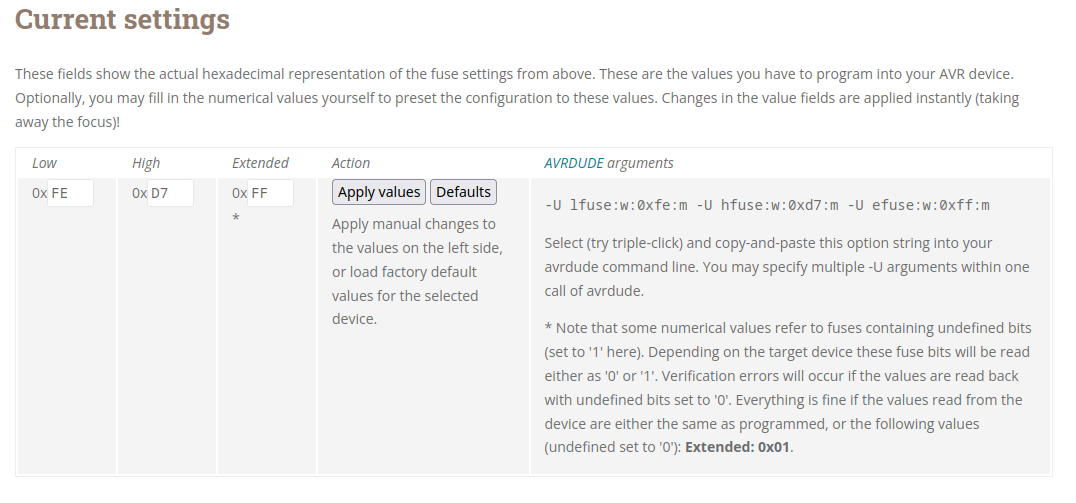 Current settings
These fields show the actual hexadecimal representation of the fuse settings from above. These are the values you have to program into your AVR device.
Optionally, you may fill in the numerical values yourself to preset the configuration to these values. Changes in the value fields are applied instantly (taking
away the focus)!
Low High Extended Action AVRDUDE arguments
0x FE 0x D7 0x FF Apply values Defaults
*
Apply manual changes to
the values on the left side,
or load factory default
values for the selected
device.
-U lfuse:w:0xfe:m -U hfuse:w:0xd7:m -U efuse:w:0xff:m
Select (try triple-click) and copy-and-paste this option string into your
avrdude command line. You may specify multiple -U arguments within one
call of avrdude.
* Note that some numerical values refer to fuses containing undefined bits
(set to '1' here). Depending on the target device these fuse bits will be read
either as '0' or '1'. Verification errors will occur if the values are read back
with undefined bits set to '0'. Everything is fine if the values read from the
device are either the same as programmed, or the following values
(undefined set to '0'): Extended: 0x01.